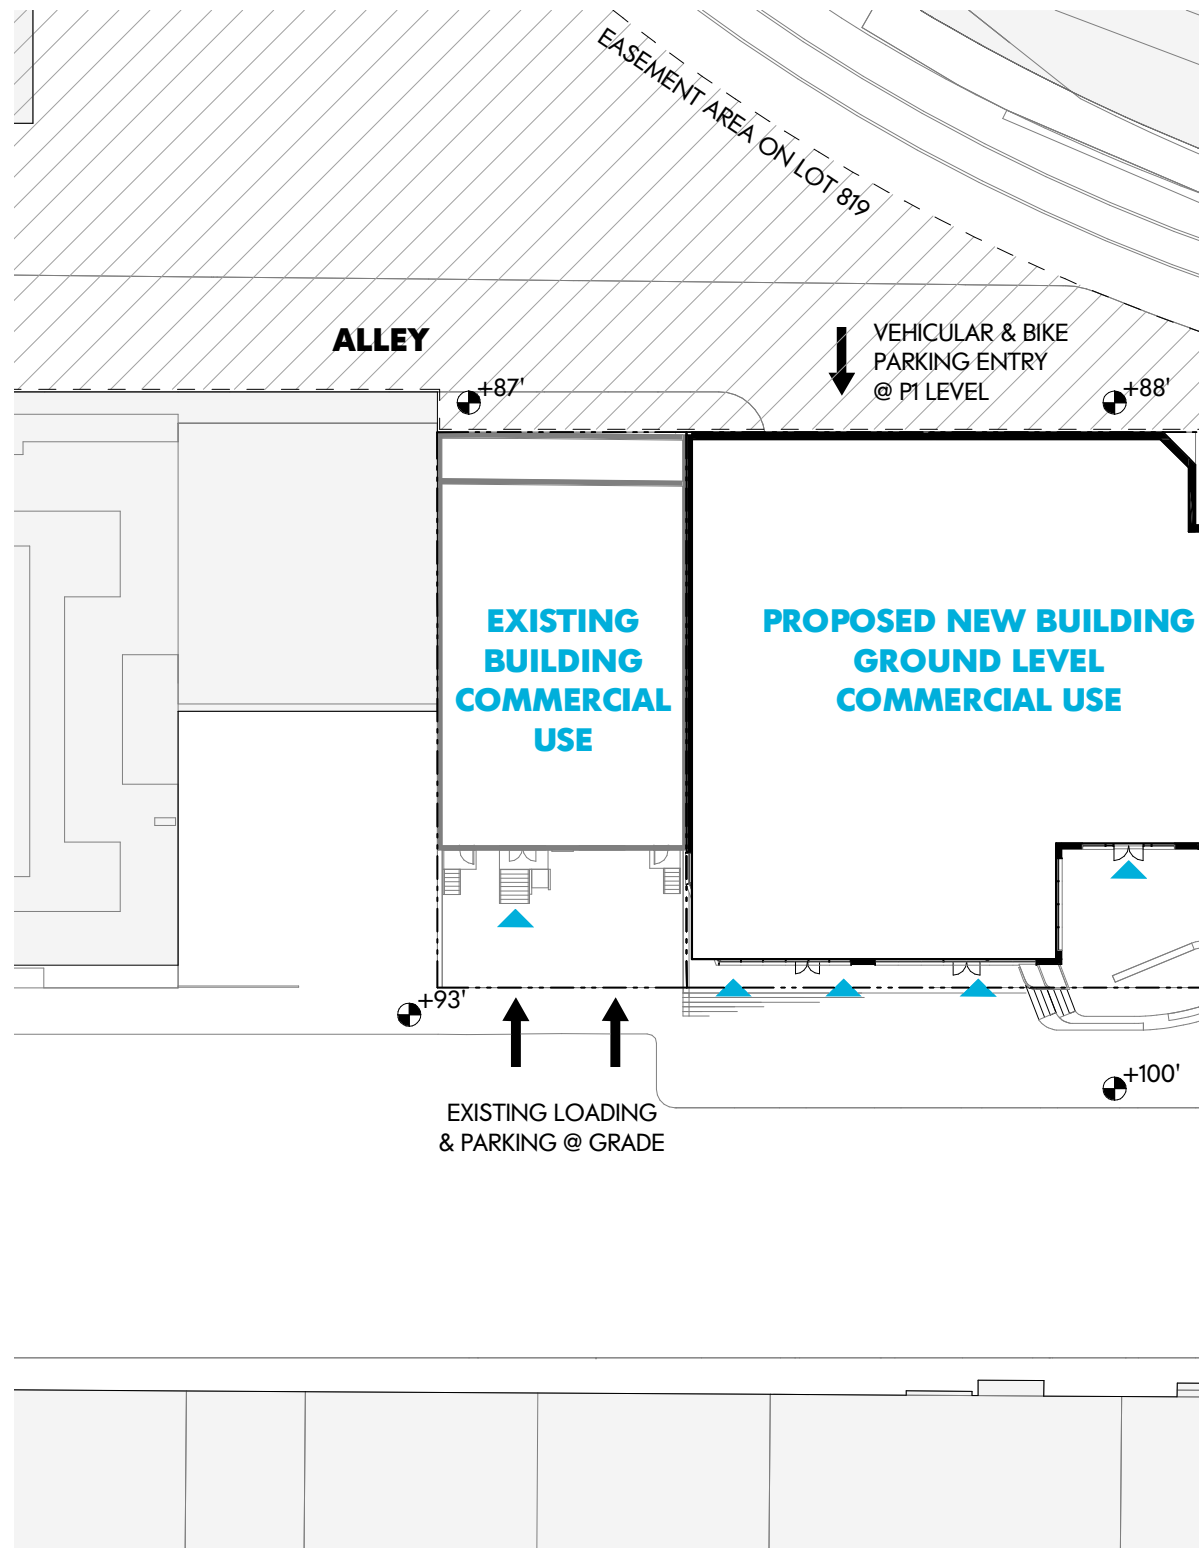 EASEMENT AREA ON LOT 819
ALLEY
VEHICULAR & BIKE
PARKING ENTRY
@ P1 LEVEL
+87'
+88'
EXISTING
BUILDING
COMMERCIAL
USE
PROPOSED NEW BUILDING
GROUND LEVEL
COMMERCIAL USE
+93'
+100'
EXISTING LOADING
& PARKING @ GRADE